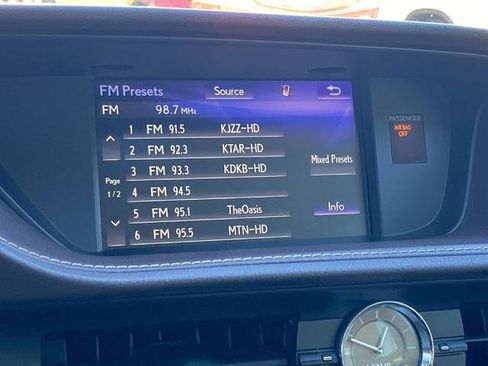 FM Presets Source
FM 98.7 MHz
1 FM 91.5 KJZZ-HD
2 FM 92.3 KTAR-HD
3 FM 93.3 KDKB-HD
4 FM 94.5
5 FM 95.1 TheOasis
6 FM 95.5 MTN-HD
Page
1/2
Mixed Presets
Info
PASSENGER
AIR BAG
OFF